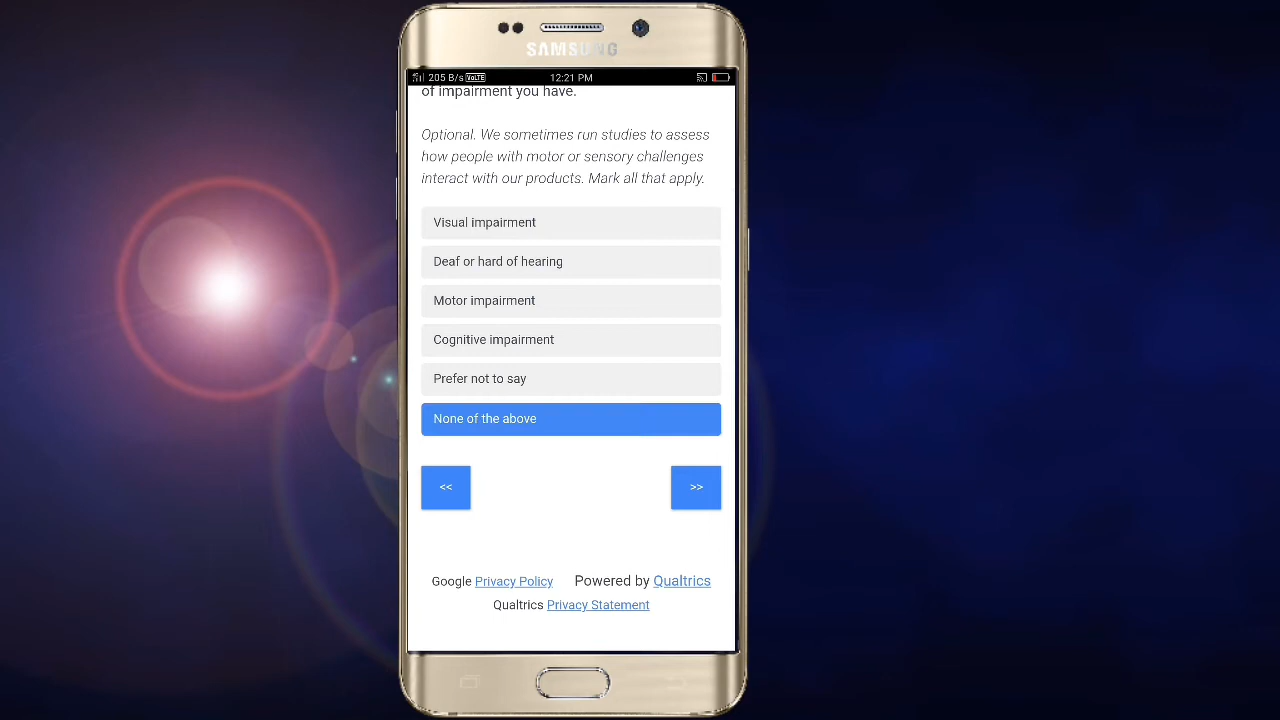 SAMSUNG
205 B/s VoLTE 12:21 PM
of impairment you have.
Optional. We sometimes run studies to assess
how people with motor or sensory challenges
interact with our products. Mark all that apply.
Visual impairment
Deaf or hard of hearing
Motor impairment
Cognitive impairment
Prefer not to say
None of the above
<< >>
Google Privacy Policy Powered by Qualtrics
Qualtrics Privacy Statement